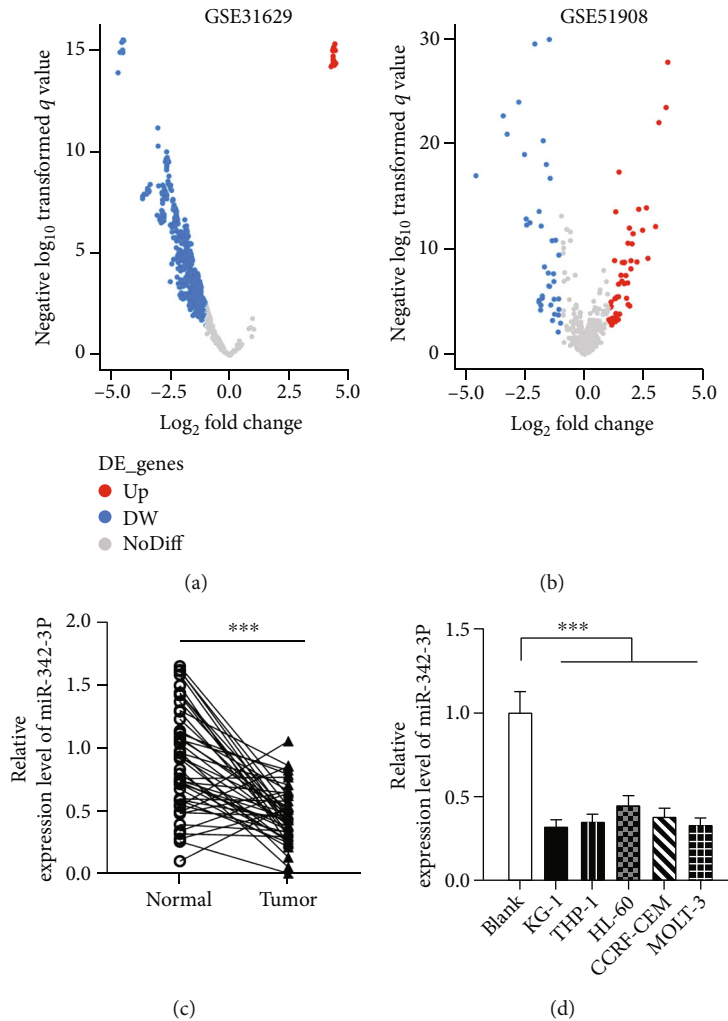 GSE31629
Negative log10 transformed q value
15
10
5
0
−5.0 −2.5 0.0 2.5 5.0
Log2 fold change
DE_genes
Up
DW
NoDiff
(a)
GSE51908
Negative log10 transformed q value
30
20
10
0
−5.0 −2.5 0.0 2.5 5.0
Log2 fold change
(b)
Relative
expression level of miR-342-3P
2.0
1.5
1.0
0.5
0.0
***
Normal Tumor
(c)
Relative
expression level of miR-342-3P
1.5
1.0
0.5
0.0
***
Blank
KG-1
THP-1
HL-60
CCRF-CEM
MOLT-3
(d)